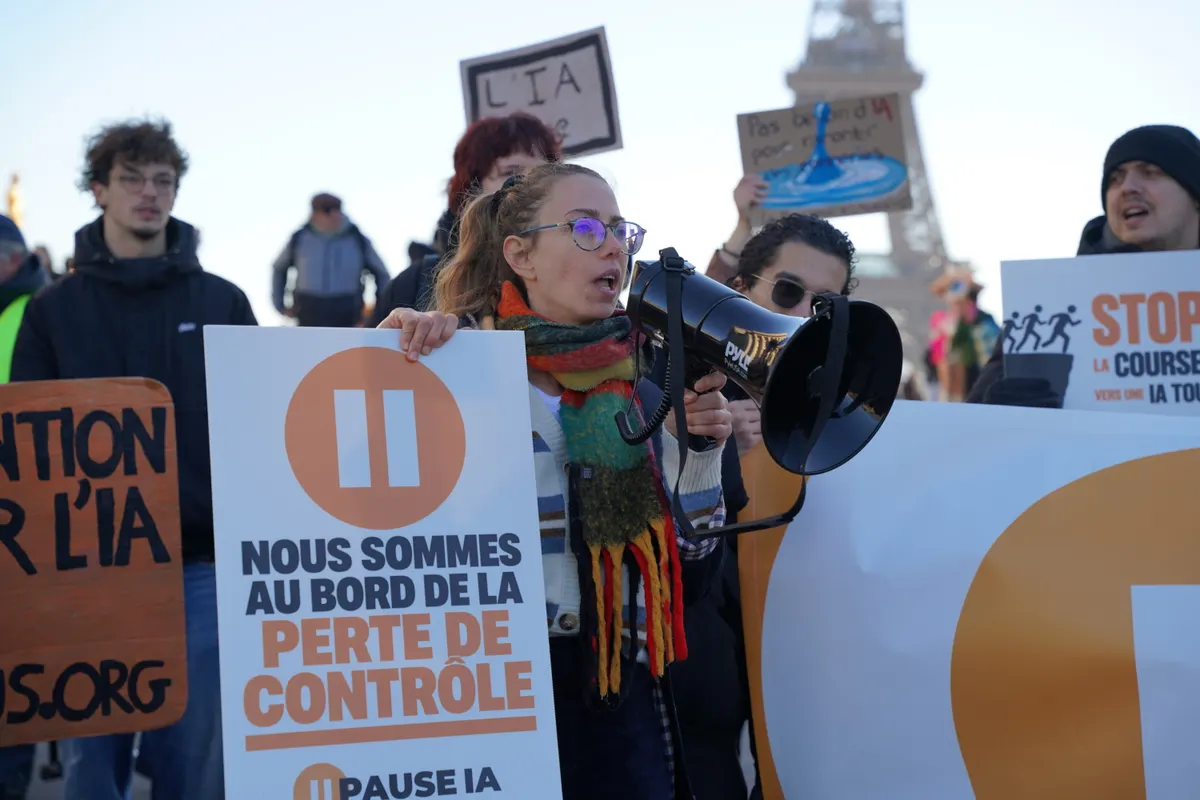 L'IA
Pas besoin d'IA
pour
NTION
R L'IA
US.ORG
NOUS SOMMES
AU BORD DE LA
PERTE DE
CONTRÔLE
PAUSE IA
PYLE
STOP
LA COURSE
VERS UNE IA TOU